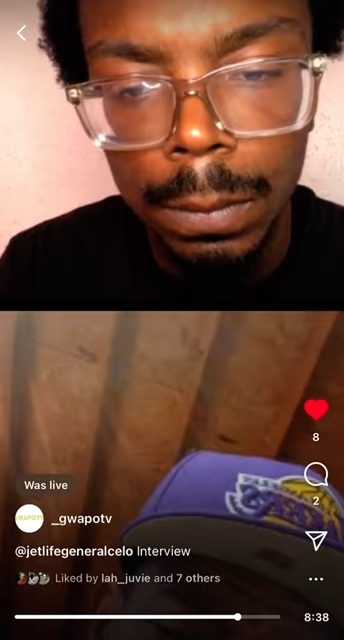 8
Was live
2
_gwapotv
@jetlifegeneralcelo Interview
Liked by lah_juvie and 7 others
8:38